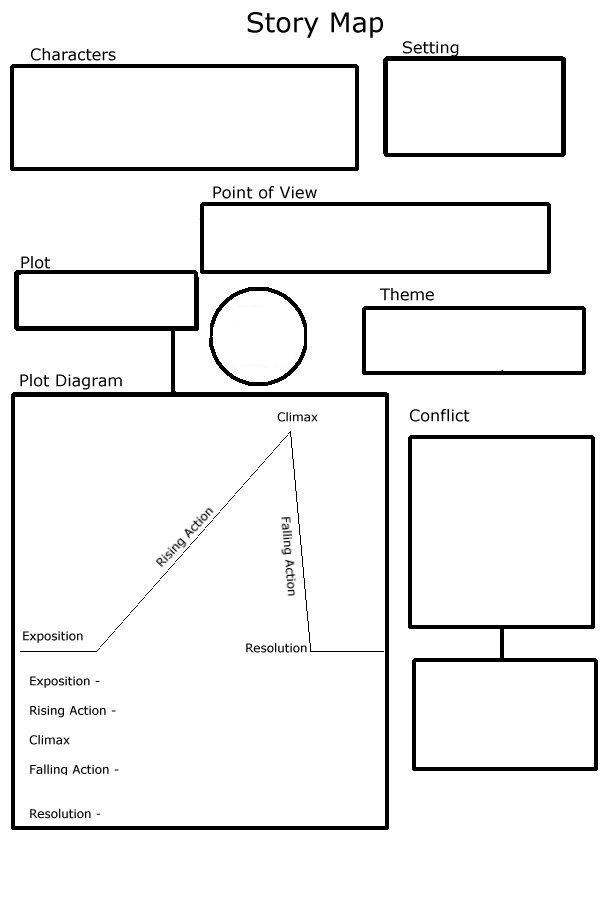 Story Map
Characters
Setting
Point of View
Plot
Theme
Plot Diagram
Conflict
Climax
Rising Action
Falling Action
Exposition
Resolution
Exposition -
Rising Action -
Climax
Falling Action -
Resolution -